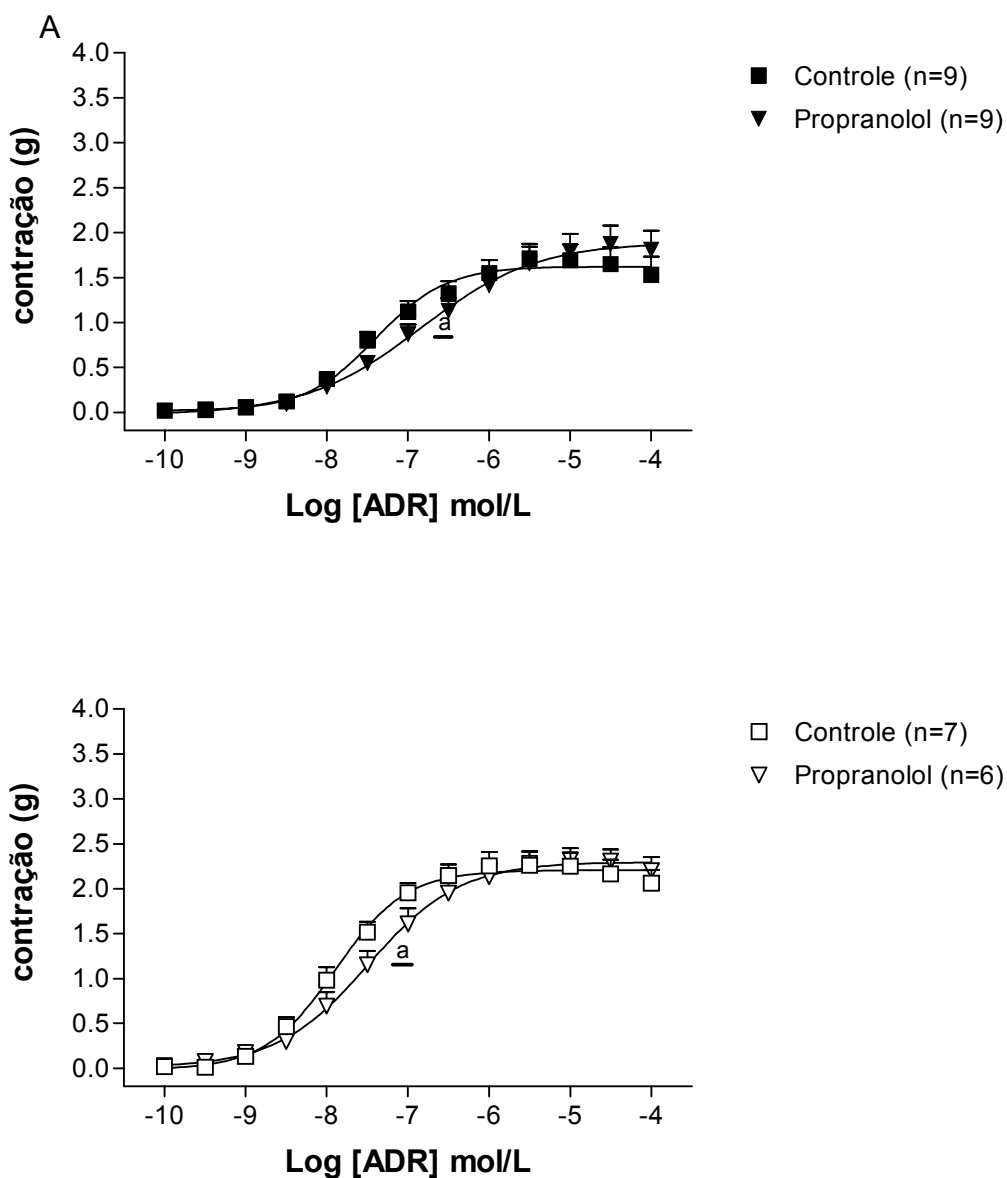 A
4.0
3.5
3.0
2.5
2.0
1.5
1.0
0.5
0.0
contração (g)
Controle (n=9)
Propranolol (n=9)
a
-10 -9 -8 -7 -6 -5 -4
Log [ADR] mol/L
4.0
3.5
3.0
2.5
2.0
1.5
1.0
0.5
0.0
contração (g)
Controle (n=7)
Propranolol (n=6)
a
-10 -9 -8 -7 -6 -5 -4
Log [ADR] mol/L